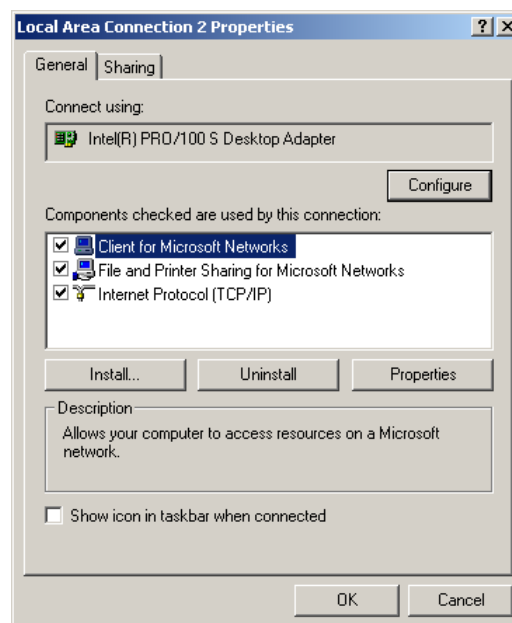 Local Area Connection 2 Properties
General Sharing
Connect using:
Intel(R) PRO/100 S Desktop Adapter
Configure
Components checked are used by this connection:
Client for Microsoft Networks
File and Printer Sharing for Microsoft Networks
Internet Protocol (TCP/IP)
Install... Uninstall Properties
Description
Allows your computer to access resources on a Microsoft
network.
Show icon in taskbar when connected
OK Cancel